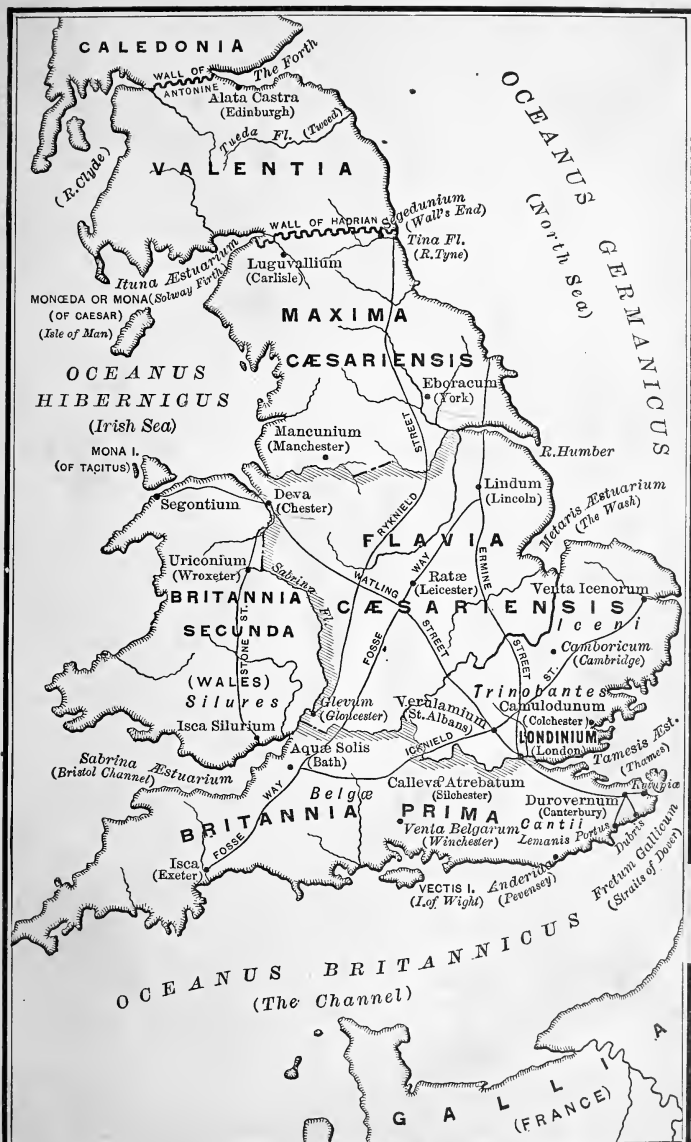 CALEDONIA
WALL OF
ANTONINE
The Forth
Alata Castra
(Edinburgh)
Tueda Fl. (Tweed)
(R. Clyde)
VALENTIA
OCEANUS GERMANICUS
(North Sea)
WALL OF HADRIAN
Segedunium
(Wall's End)
Tina Fl.
(R. Tyne)
Ituna Æstuarium
(Solway Firth)
Luguvallium
(Carlisle)
MONŒDA OR MONA
(OF CAESAR)
(Isle of Man)
MAXIMA
CÆSARIENSIS
OCEANUS
HIBERNICUS
(Irish Sea)
Eboracum
(York)
STREET
Mancunium
(Manchester)
R. Humber
MONA I.
(OF TACITUS)
Segontium
Deva
(Chester)
RYKNIELD
Lindum
(Lincoln)
Metaris Æstuarium
(The Wash)
FLAVIA
WAY
ERMINE
Uriconium
(Wroxeter)
Sabrina Fl.
WATLING
Ratæ
(Leicester)
Venta Icenorum
BRITANNIA
CÆSARIENSIS
Iceni
SECUNDA
STONE ST.
FOSSE
STREET
STREET
ST.
Camboricum
(Cambridge)
(WALES)
Silures
Trinobantes
Glevum
(Gloucester)
Verulamium
(St. Albans)
Camulodunum
(Colchester)
Isca Silurium
LONDINIUM
(London)
ICKNIELD
Tamesis Æst.
(Thames)
Sabrina Æstuarium
(Bristol Channel)
Aquæ Solis
(Bath)
Calleva Atrebatum
(Silchester)
Rutupiæ
WAY
Belgæ
Durovernum
(Canterbury)
BRITANNIA
PRIMA
Cantii
Venta Belgarum
(Winchester)
Lemanis Portus
Dubris
FOSSE
Isca
(Exeter)
VECTIS I.
(I. of Wight)
Anderida
(Pevensey)
Fretum Gallicum
(Straits of Dover)
OCEANUS BRITANNICUS
(The Channel)
GALLIA
(FRANCE)